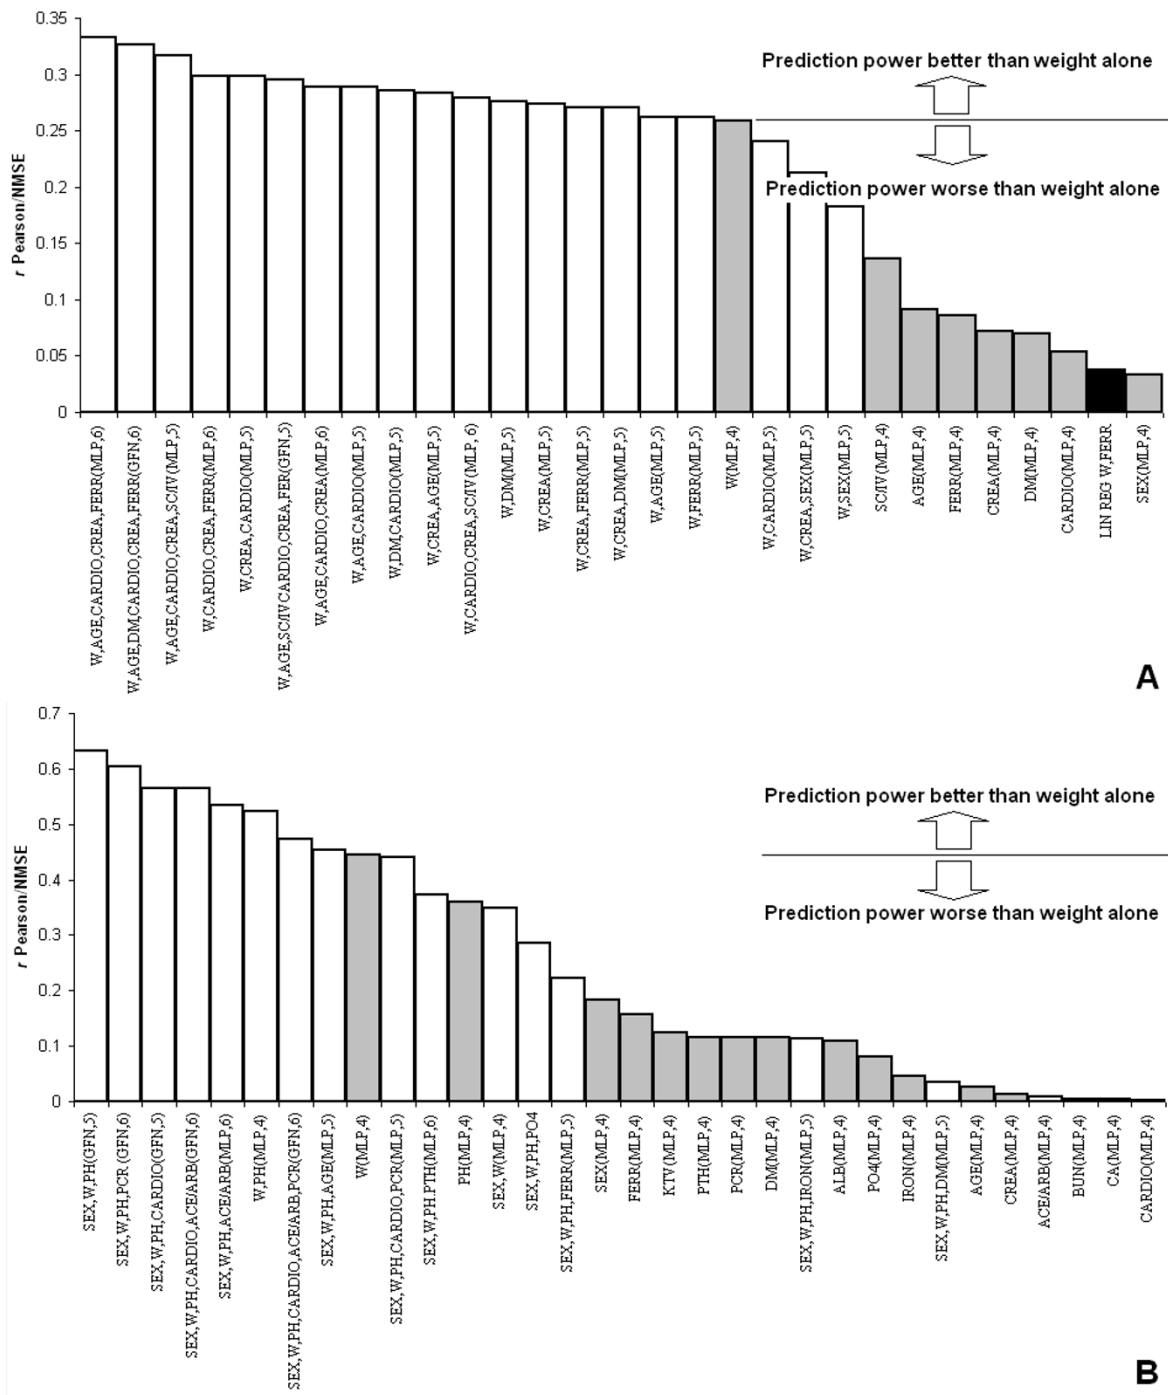 0.35
0.3
0.25
0.2
0.15
0.1
0.05
0
r Pearson/NMSE
Prediction power better than weight alone
Prediction power worse than weight alone
W,AGE,CARDIO,CREA,FERR(MLP,6)
W,AGE,DM,CARDIO,CREA,FERR(GFN,6)
W,AGE,CARDIO,CREA,SC/IV(MLP,5)
W,CARDIO,CREA,FERR(MLP,6)
W,CREA,CARDIO(MLP,5)
W,AGE,SC/IVCARDIO,CREA,FER(GFN,5)
W,AGE,CARDIO,CREA(MLP,6)
W,AGE,CARDIO(MLP,5)
W,DM,CARDIO(MLP,5)
W,CREA,AGE(MLP,5)
W,CARDIO,CREA,SC/IV(MLP, 6)
W,DM(MLP,5)
W,CREA(MLP,5)
W,CREA,FERR(MLP,5)
W,CREA,DM(MLP,5)
W,AGE(MLP,5)
W,FERR(MLP,5)
W(MLP,4)
W,CARDIO(MLP,5)
W,CREA,SEX(MLP,5)
W,SEX(MLP,5)
SC/IV(MLP,4)
AGE(MLP,4)
FERR(MLP,4)
CREA(MLP,4)
DM(MLP,4)
CARDIO(MLP,4)
LIN REG W,FERR
SEX(MLP,4)
A
0.7
0.6
0.5
0.4
0.3
0.2
0.1
0
r Pearson/NMSE
Prediction power better than weight alone
Prediction power worse than weight alone
SEX,W,PH(GFN,5)
SEX,W,PH,PCR (GFN,6)
SEX,W,PH,CARDIO(GFN,5)
SEX,W,PH,CARDIO,ACE/ARB(GFN,6)
SEX,W,PH,ACE/ARB(MLP,6)
W,PH(MLP,4)
SEX,W,PH,CARDIO,ACE/ARB,PCR(GFN,6)
SEX,W,PH,AGE(MLP,5)
W(MLP,4)
SEX,W,PH,CARDIO,PCR(MLP,5)
SEX,W,PH,PTH(MLP,6)
PH(MLP,4)
SEX,W(MLP,4)
SEX,W,PH,PO4
SEX,W,PH,FERR(MLP,5)
SEX(MLP,4)
FERR(MLP,4)
KTV(MLP,4)
PTH(MLP,4)
PCR(MLP,4)
DM(MLP,4)
SEX,W,PH,IRON(MLP,5)
ALB(MLP,4)
PO4(MLP,4)
IRON(MLP,4)
SEX,W,PH,DM(MLP,5)
AGE(MLP,4)
CREA(MLP,4)
ACE/ARB(MLP,4)
BUN(MLP,4)
CA(MLP,4)
CARDIO(MLP,4)
B